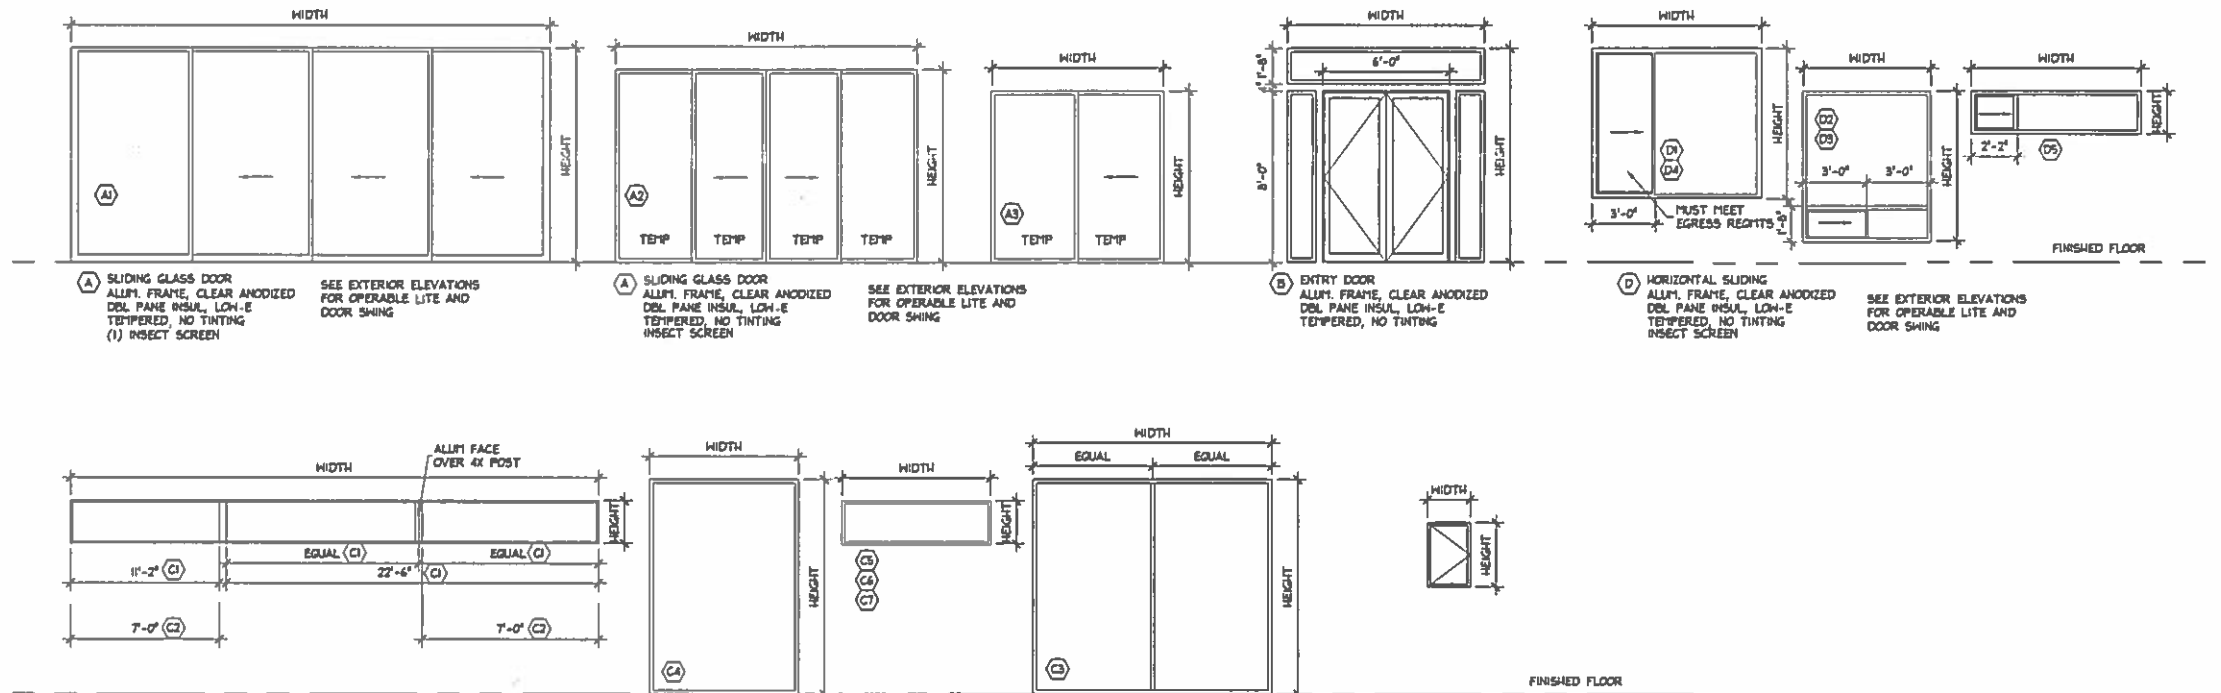 WIDTH
WIDTH
WIDTH
WIDTH
WIDTH
WIDTH
WIDTH
HEIGHT
HEIGHT
HEIGHT
1'-8"
6'-0"
8'-0"
HEIGHT
HEIGHT
HEIGHT
HEIGHT
A1
A2
TEMP
TEMP
TEMP
TEMP
A3
TEMP
TEMP
D1
D4
3'-0"
MUST MEET
EGRESS REQMTS
D2
D3
3'-0"
3'-0"
1'-8"
2'-2"
D5
FINISHED FLOOR
A
SLIDING GLASS DOOR
ALUM. FRAME, CLEAR ANODIZED
DBL PANE INSUL, LOW-E
TEMPERED, NO TINTING
(1) INSECT SCREEN
SEE EXTERIOR ELEVATIONS
FOR OPERABLE LITE AND
DOOR SWING
A
SLIDING GLASS DOOR
ALUM. FRAME, CLEAR ANODIZED
DBL PANE INSUL, LOW-E
TEMPERED, NO TINTING
INSECT SCREEN
SEE EXTERIOR ELEVATIONS
FOR OPERABLE LITE AND
DOOR SWING
B
ENTRY DOOR
ALUM. FRAME, CLEAR ANODIZED
DBL PANE INSUL, LOW-E
TEMPERED, NO TINTING
D
HORIZONTAL SLIDING
ALUM. FRAME, CLEAR ANODIZED
DBL PANE INSUL, LOW-E
TEMPERED, NO TINTING
INSECT SCREEN
SEE EXTERIOR ELEVATIONS
FOR OPERABLE LITE AND
DOOR SWING
WIDTH
ALUM FACE
OVER 4X POST
HEIGHT
EQUAL C1
EQUAL C1
11'-2" C1
22'-6" C1
7'-0" C2
7'-0" C2
WIDTH
HEIGHT
C4
WIDTH
HEIGHT
C5
C6
C7
WIDTH
EQUAL
EQUAL
HEIGHT
C3
WIDTH
HEIGHT
FINISHED FLOOR